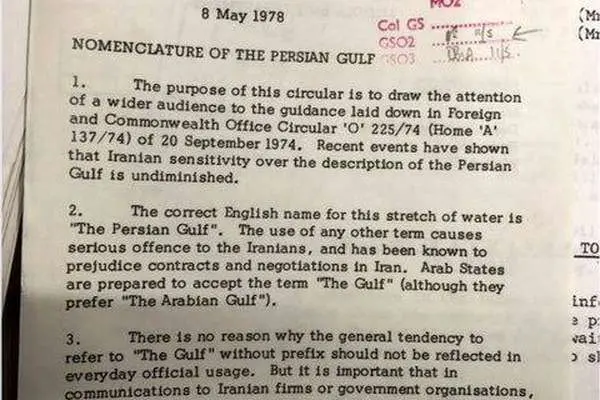 MO2
8 May 1978
Col GS
GSO2
GSO3
NOMENCLATURE OF THE PERSIAN GULF
1. The purpose of this circular is to draw the attention
of a wider audience to the guidance laid down in Foreign
and Commonwealth Office Circular 'O' 225/74 (Home 'A'
137/74) of 20 September 1974. Recent events have shown
that Iranian sensitivity over the description of the Persian
Gulf is undiminished.
2. The correct English name for this stretch of water is
"The Persian Gulf". The use of any other term causes
serious offence to the Iranians, and has been known to
prejudice contracts and negotiations in Iran. Arab States
are prepared to accept the term "The Gulf" (although they
prefer "The Arabian Gulf").
3. There is no reason why the general tendency to
refer to "The Gulf" without prefix should not be reflected in
everyday official usage. But it is important that in
communications to Iranian firms or government organisations,
(M
(Mr
TO
inf